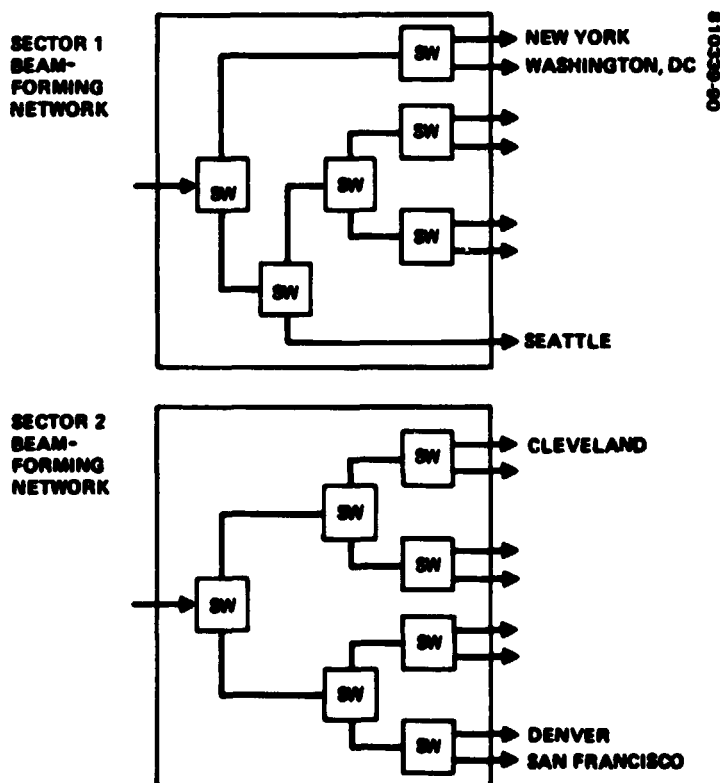 SECTOR 1
BEAM-
FORMING
NETWORK
SW
NEW YORK
WASHINGTON, DC
SW
SW
SW
SW
SW
SEATTLE
SECTOR 2
BEAM-
FORMING
NETWORK
SW
CLEVELAND
SW
SW
SW
SW
SW
SW
DENVER
SAN FRANCISCO